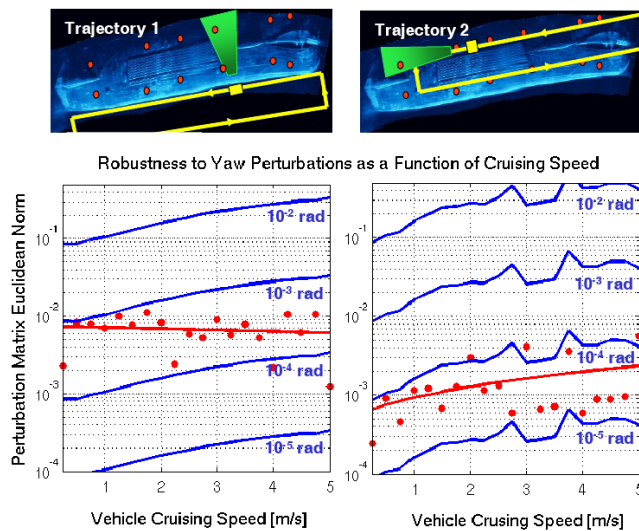 Trajectory 1
Trajectory 2
Robustness to Yaw Perturbations as a Function of Cruising Speed
Perturbation Matrix Euclidean Norm
10^-1
10^-2
10^-3
10^-4
10^-2 rad
10^-3 rad
10^-4 rad
10^-5 rad
1 2 3 4 5
Vehicle Cruising Speed [m/s]
10^-1
10^-2
10^-3
10^-4
10^-2 rad
10^-3 rad
10^-4 rad
10^-5 rad
1 2 3 4 5
Vehicle Cruising Speed [m/s]